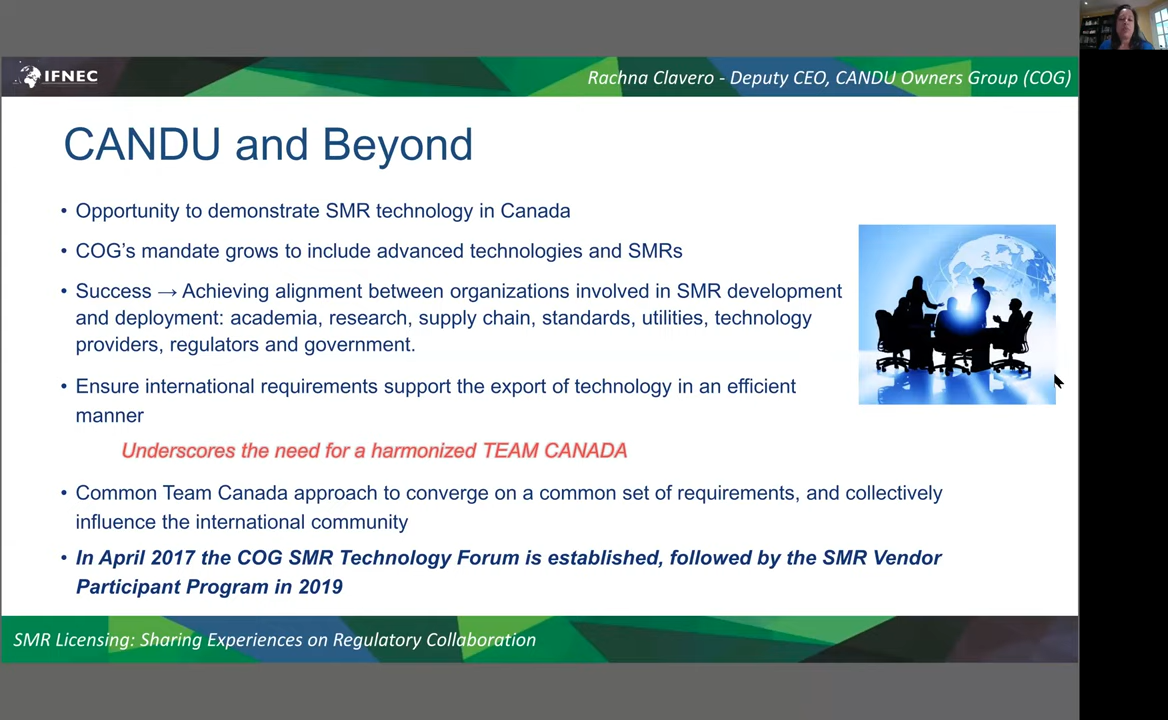 IFNEC
Rachna Clavero - Deputy CEO, CANDU Owners Group (COG)
CANDU and Beyond
• Opportunity to demonstrate SMR technology in Canada
• COG’s mandate grows to include advanced technologies and SMRs
• Success → Achieving alignment between organizations involved in SMR development
and deployment: academia, research, supply chain, standards, utilities, technology
providers, regulators and government.
• Ensure international requirements support the export of technology in an efficient
manner
Underscores the need for a harmonized TEAM CANADA
• Common Team Canada approach to converge on a common set of requirements, and collectively
influence the international community
• In April 2017 the COG SMR Technology Forum is established, followed by the SMR Vendor
Participant Program in 2019
SMR Licensing: Sharing Experiences on Regulatory Collaboration